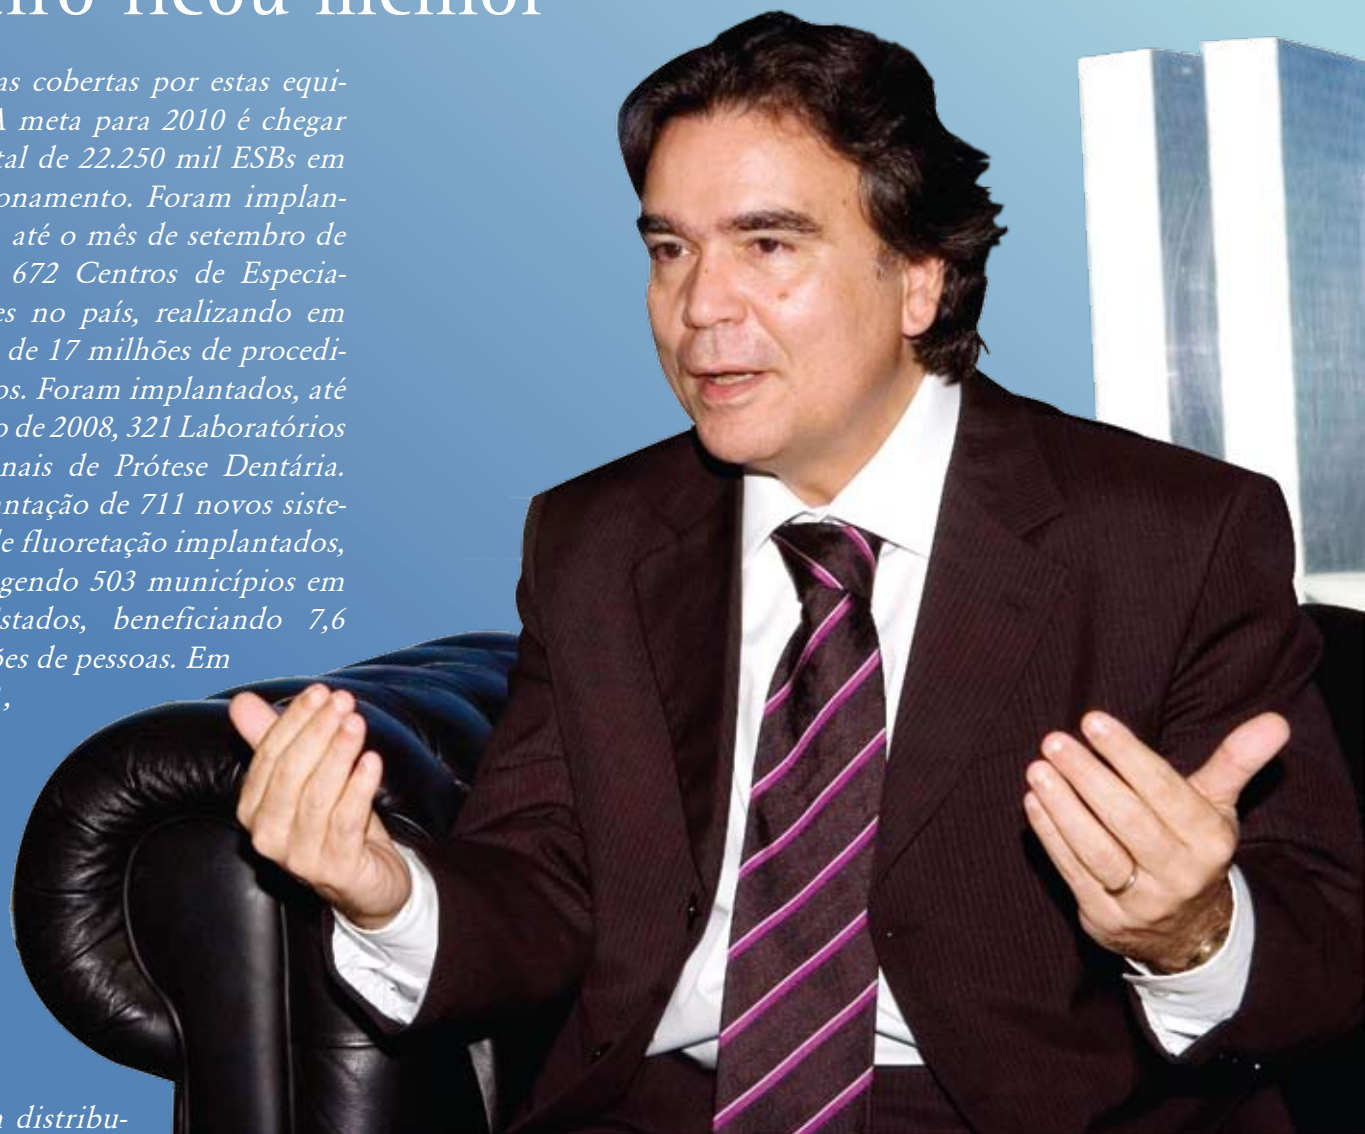 ficou melhor
as cobertas por estas equi-
A meta para 2010 é chegar
tal de 22.250 mil ESBs em
onamento. Foram implan-
até o mês de setembro de
672 Centros de Especia-
es no país, realizando em
de 17 milhões de procedi-
os. Foram implantados, até
o de 2008, 321 Laboratórios
nais de Prótese Dentária.
antação de 711 novos siste-
e fluoretação implantados,
gendo 503 municípios em
stados, beneficiando 7,6
ões de pessoas. Em
,
distribu-